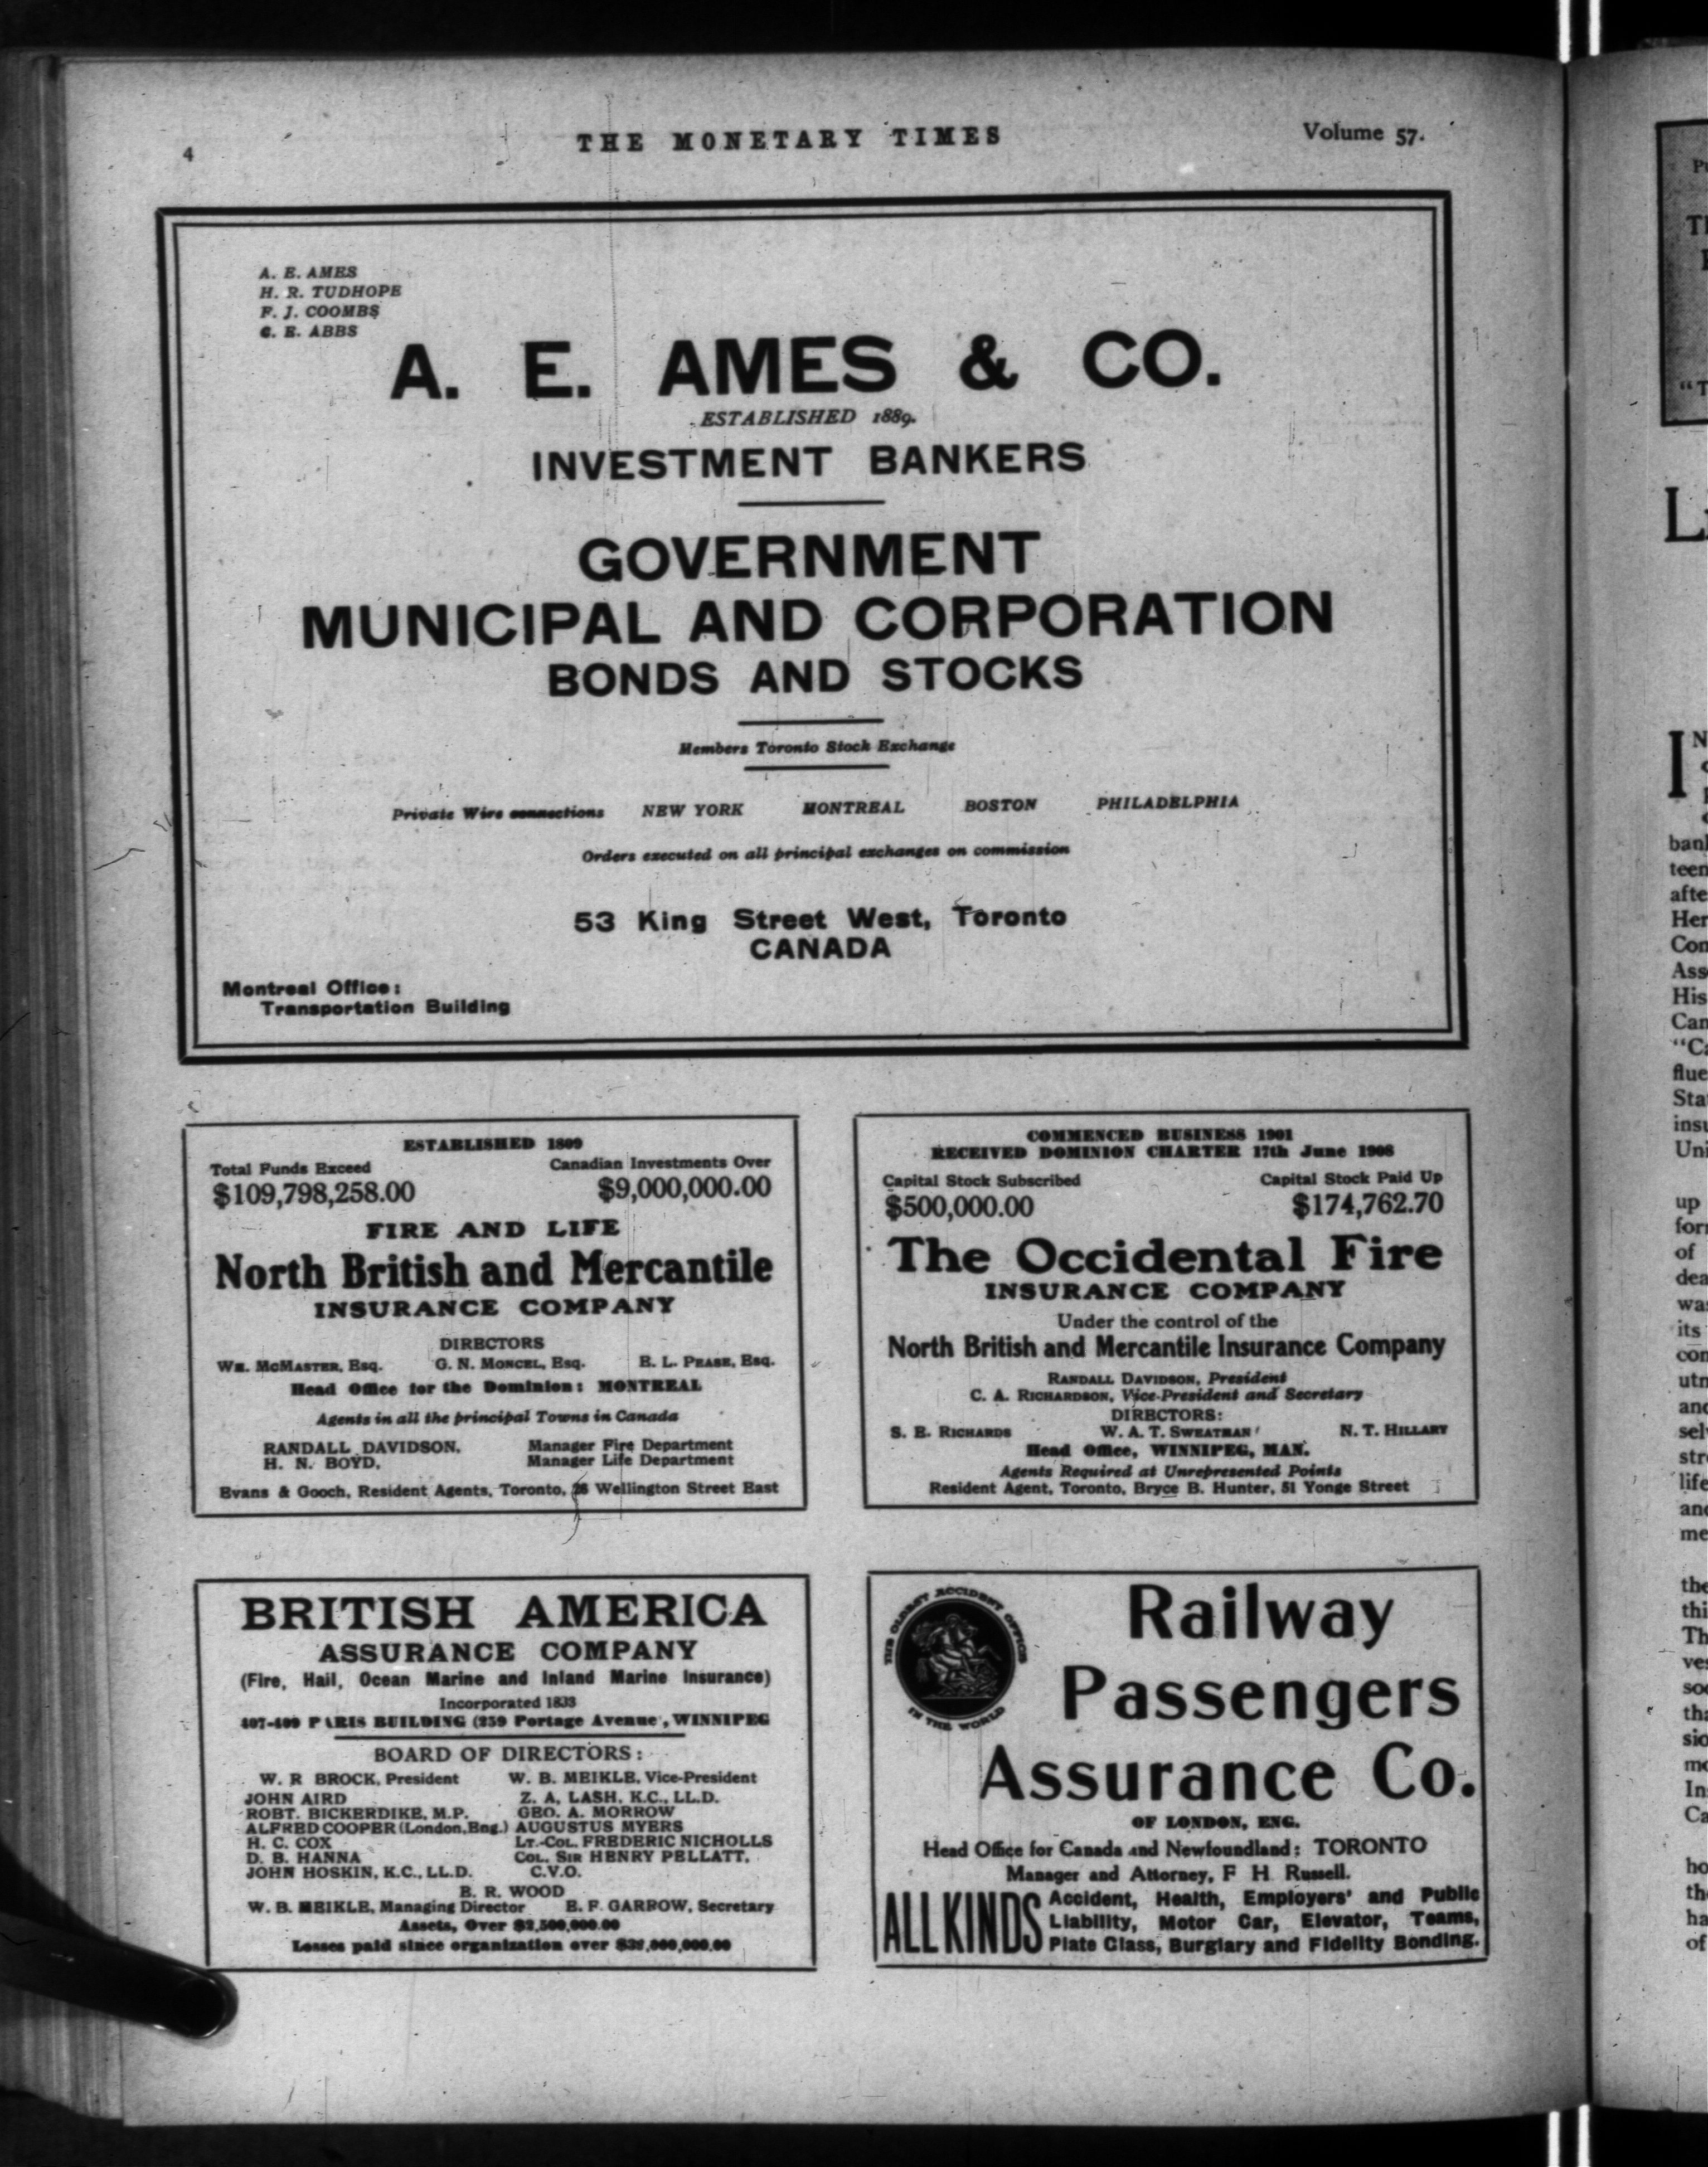 4
THE MONETARY TIMES
Volume 57.
A. E. AMES
H. R. TUDHOPE
F. J. COOMBS
C. E. ABBS
A. E. AMES & CO.
ESTABLISHED 1889.
INVESTMENT BANKERS
GOVERNMENT
MUNICIPAL AND CORPORATION
BONDS AND STOCKS
Members Toronto Stock Exchange
Private Wire connections NEW YORK MONTREAL BOSTON PHILADELPHIA
Orders executed on all principal exchanges on commission
53 King Street West, Toronto
CANADA
Montreal Office:
Transportation Building
ESTABLISHED 1809
Total Funds Exceed Canadian Investments Over
$109,798,258.00 $9,000,000.00
FIRE AND LIFE
North British and Mercantile
INSURANCE COMPANY
DIRECTORS
WM. MCMASTER, Esq. G. N. MONCEL, Esq. E. L. PEASE, Esq.
Head Office for the Dominion: MONTREAL
Agents in all the principal Towns in Canada
RANDALL DAVIDSON, Manager Fire Department
H. N. BOYD, Manager Life Department
Evans & Gooch, Resident Agents, Toronto, 26 Wellington Street East
COMMENCED BUSINESS 1901
RECEIVED DOMINION CHARTER 17th June 1908
Capital Stock Subscribed Capital Stock Paid Up
$500,000.00 $174,762.70
The Occidental Fire
INSURANCE COMPANY
Under the control of the
North British and Mercantile Insurance Company
RANDALL DAVIDSON, President
C. A. RICHARDSON, Vice-President and Secretary
DIRECTORS:
S. E. RICHARDS W. A. T. SWEATMAN N. T. HILLARY
Head Office, WINNIPEG, MAN.
Agents Required at Unrepresented Points
Resident Agent, Toronto, Bryce B. Hunter, 51 Yonge Street
BRITISH AMERICA
ASSURANCE COMPANY
(Fire, Hail, Ocean Marine and Inland Marine Insurance)
Incorporated 1833
407-409 PARIS BUILDING (259 Portage Avenue), WINNIPEG
BOARD OF DIRECTORS:
W. R BROCK, President W. B. MEIKLE, Vice-President
JOHN AIRD Z. A. LASH, K.C., LL.D.
ROBT. BICKERDIKE, M.P. GEO. A. MORROW
ALFRED COOPER (London, Eng.) AUGUSTUS MYERS
H. C. COX LT.-COL. FREDERIC NICHOLLS
D. B. HANNA COL. SIR HENRY PELLATT,
JOHN HOSKIN, K.C., LL.D. C.V.O.
E. R. WOOD
W. B. MEIKLE, Managing Director E. F. GARROW, Secretary
Assets, Over $2,500,000.00
Losses paid since organization over
THE OLDEST ACCIDENT OFFICE
IN THE WORLD
Railway
Passengers
Assurance Co.
OF LONDON, ENG.
Head Office for Canada and Newfoundland: TORONTO
Manager and Attorney, F H Russell.
ALL KINDS
Accident, Health, Employers' and Public
Liability, Motor Car, Elevator, Teams,
Plate Glass, Burglary and Fidelity Bonding.